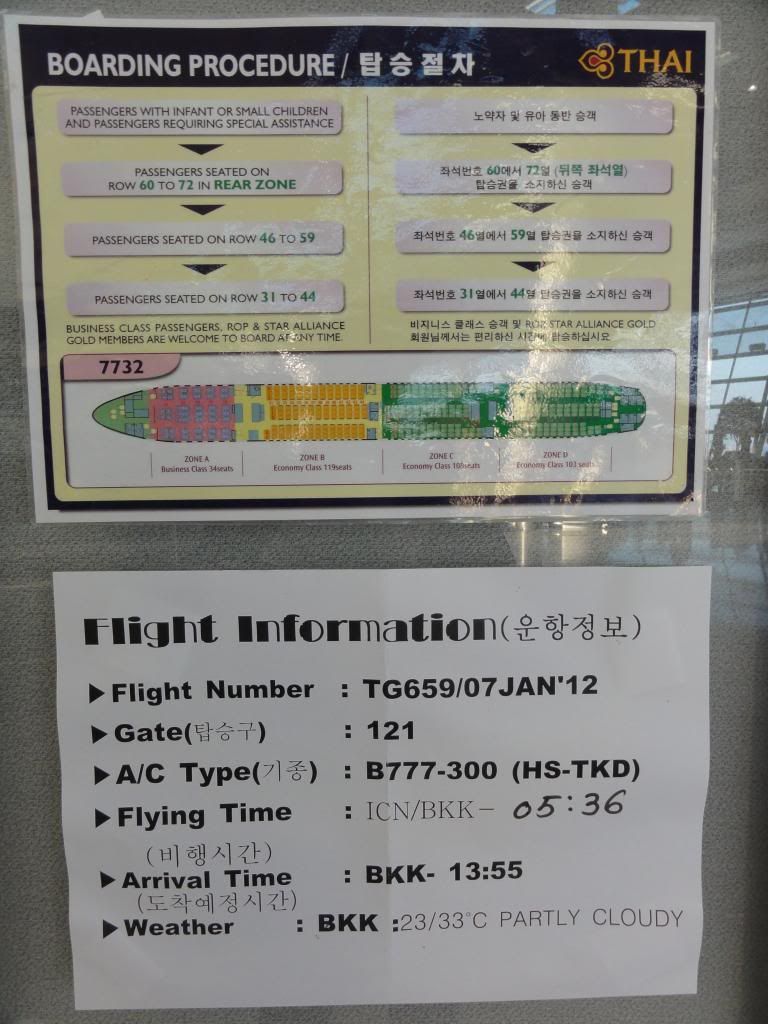 BOARDING PROCEDURE / 탑승절차
THAI
PASSENGERS WITH INFANT OR SMALL CHILDREN
AND PASSENGERS REQUIRING SPECIAL ASSISTANCE
PASSENGERS SEATED ON
ROW 60 TO 72 IN REAR ZONE
PASSENGERS SEATED ON ROW 46 TO 59
PASSENGERS SEATED ON ROW 31 TO 44
BUSINESS CLASS PASSENGERS, ROP & STAR ALLIANCE
GOLD MEMBERS ARE WELCOME TO BOARD AT ANY TIME.
노약자 및 유아 동반 승객
좌석번호 60에서 72열 (뒤쪽 좌석열)
탑승권을 소지하신 승객
좌석번호 46열에서 59열 탑승권을 소지하신 승객
좌석번호 31열에서 44열 탑승권을 소지하신 승객
비지니스 클래스 승객 및 ROP STAR ALLIANCE GOLD
회원님께서는 편리하신 시간에 탑승하십시요
7732
ZONE A
Business Class 34seats
ZONE B
Economy Class 119seats
ZONE C
Economy Class 108seats
ZONE D
Economy Class 103 seats
Flight Information(운항정보)
▶Flight Number : TG659/07JAN'12
▶Gate(탑승구) : 121
▶A/C Type(기종) : B777-300 (HS-TKD)
▶Flying Time : ICN/BKK- 05:36
(비행시간)
▶Arrival Time : BKK- 13:55
(도착예정시간)
▶Weather : BKK :23/33°C PARTLY CLOUDY